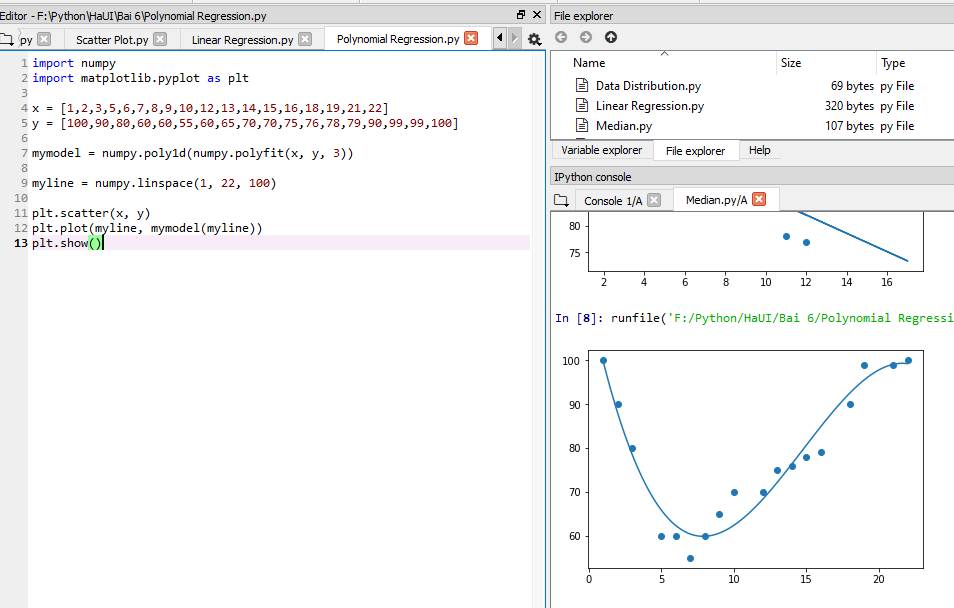 Editor - F:\Python\HaUI\Bai 6\Polynomial Regression.py
py
Scatter Plot.py
Linear Regression.py
Polynomial Regression.py
1 import numpy
2 import matplotlib.pyplot as plt
3
4 x = [1,2,3,5,6,7,8,9,10,12,13,14,15,16,18,19,21,22]
5 y = [100,90,80,60,60,55,60,65,70,70,75,76,78,79,90,99,99,100]
6
7 mymodel = numpy.poly1d(numpy.polyfit(x, y, 3))
8
9 myline = numpy.linspace(1, 22, 100)
10
11 plt.scatter(x, y)
12 plt.plot(myline, mymodel(myline))
13 plt.show()
File explorer
Name Size Type
Data Distribution.py 69 bytes py File
Linear Regression.py 320 bytes py File
Median.py 107 bytes py File
Variable explorer File explorer Help
IPython console
Console 1/A Median.py/A
80
75
2 4 6 8 10 12 14 16
In [8]: runfile('F:/Python/HaUI/Bai 6/Polynomial Regressi
100
90
80
70
60
0 5 10 15 20